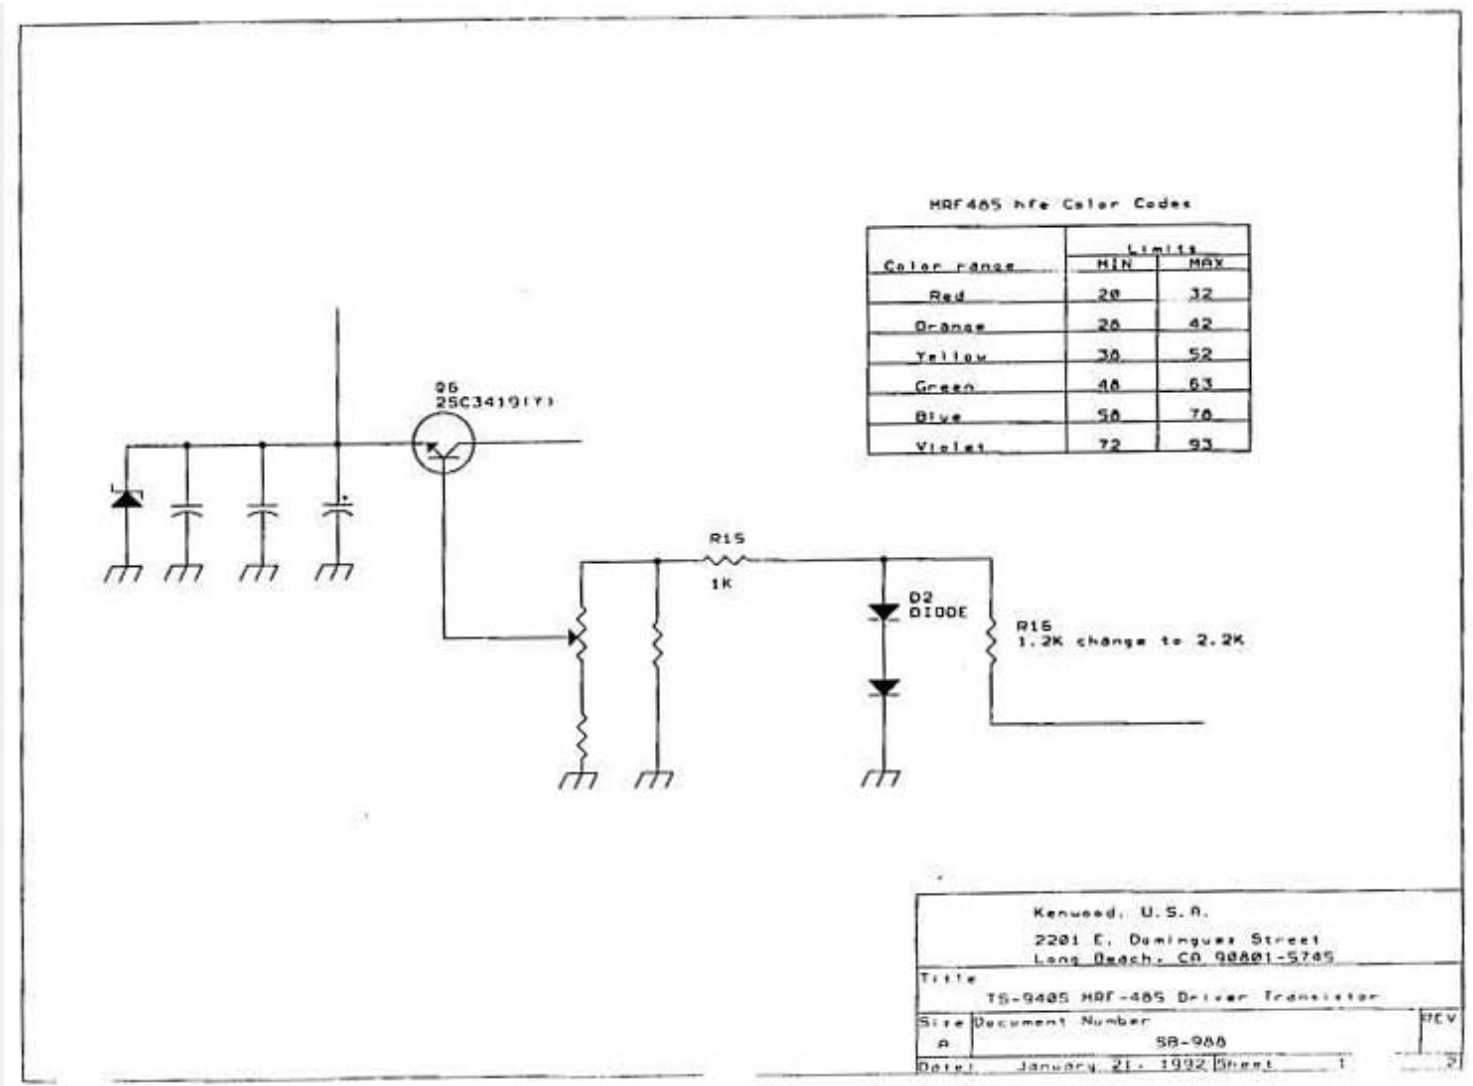 MRF485 hfe Color Codes
Limits
Color range MIN MAX
Red 20 32
Orange 28 42
Yellow 38 52
Green 48 63
Blue 58 78
Violet 72 93
Q6
2SC3419(Y)
R15
1K
D2
DIODE
R16
1.2K change to 2.2K
Kenwood, U.S.A.
2201 E. Dominguez Street
Long Beach, CA 90801-5745
Title
TS-940S MRF-485 Driver Transistor
Size Document Number REV
A SB-988
Date: January 21, 1992 Sheet 1 2